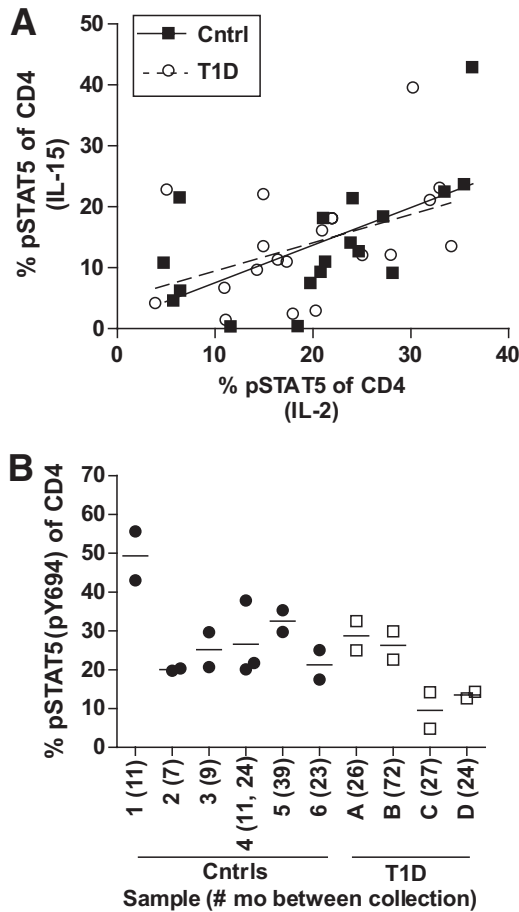 A
Cntrl
T1D
% pSTAT5 of CD4
(IL-15)
50
40
30
20
10
0
0 10 20 30 40
% pSTAT5 of CD4
(IL-2)
B
% pSTAT5(pY694) of CD4
70
60
50
40
30
20
10
0
1 (11)
2 (7)
3 (9)
4 (11, 24)
5 (39)
6 (23)
A (26)
B (72)
C (27)
D (24)
Cntrls T1D
Sample (# mo between collection)